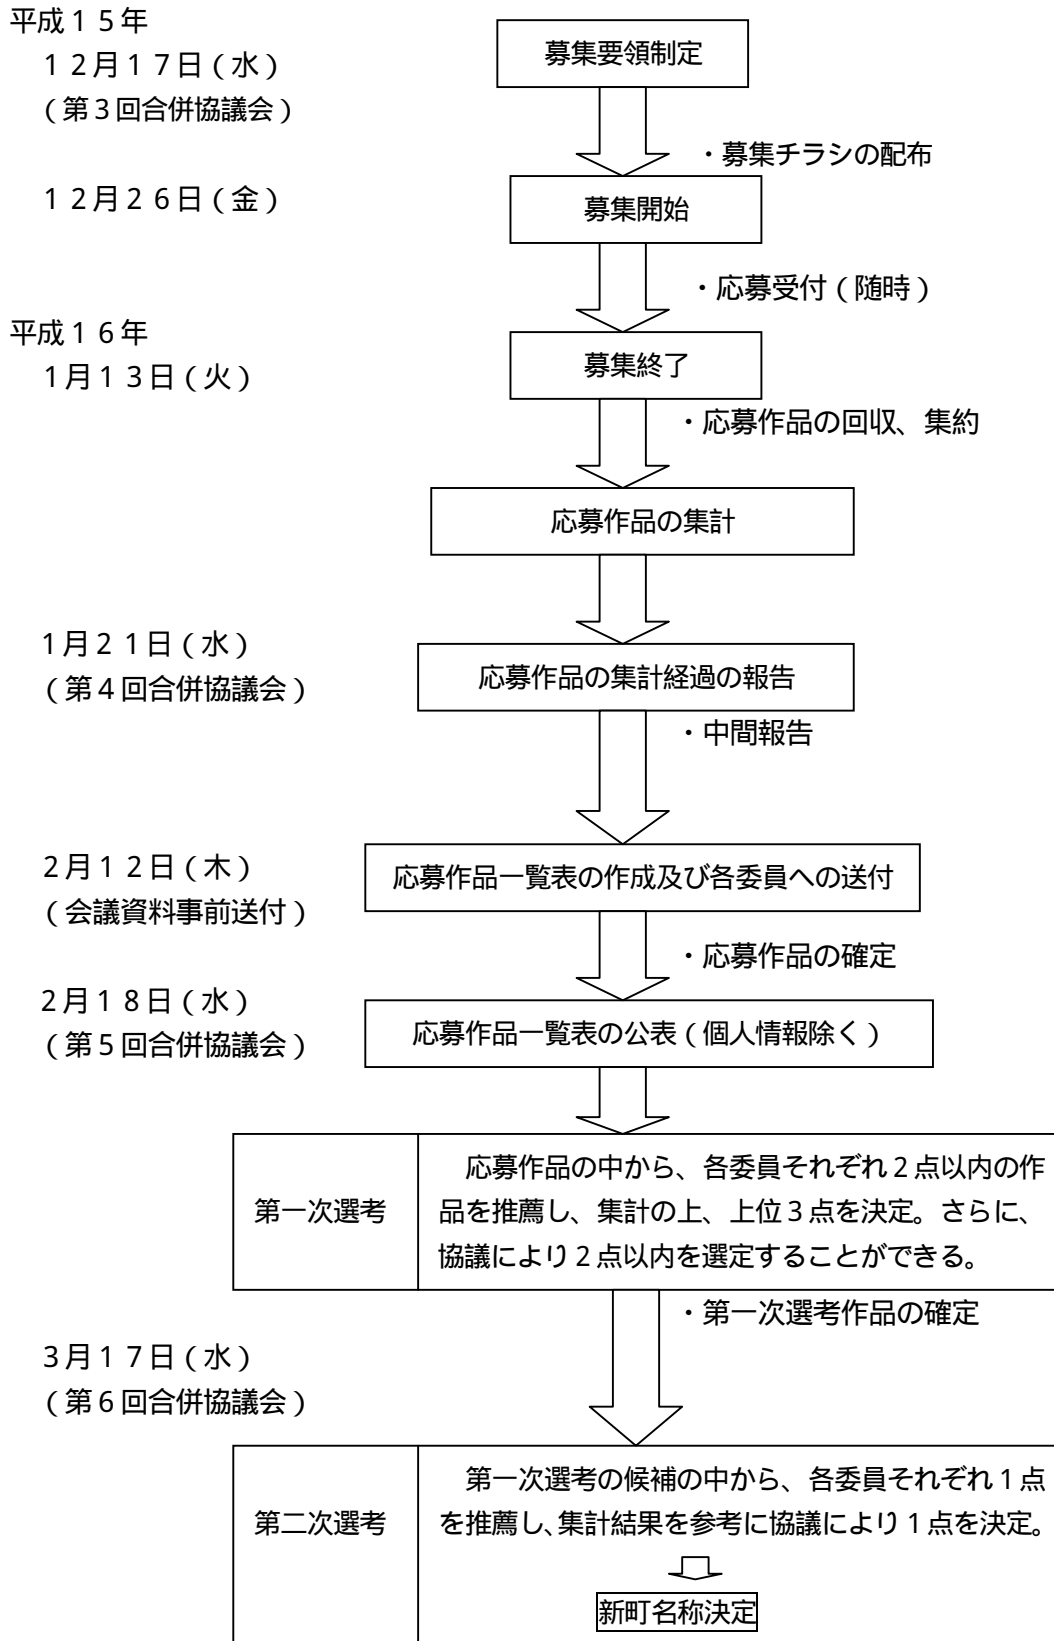 平成１５年
１２月１７日（水）
（第３回合併協議会）
募集要領制定
・募集チラシの配布
１２月２６日（金）
募集開始
・応募受付（随時）
平成１６年
１月１３日（火）
募集終了
・応募作品の回収、集約
応募作品の集計
１月２１日（水）
（第４回合併協議会）
応募作品の集計経過の報告
・中間報告
２月１２日（木）
（会議資料事前送付）
応募作品一覧表の作成及び各委員への送付
・応募作品の確定
２月１８日（水）
（第５回合併協議会）
応募作品一覧表の公表（個人情報除く）
第一次選考
応募作品の中から、各委員それぞれ２点以内の作
品を推薦し、集計の上、上位３点を決定。さらに、
協議により２点以内を選定することができる。
・第一次選考作品の確定
３月１７日（水）
（第６回合併協議会）
第二次選考
第一次選考の候補の中から、各委員それぞれ１点
を推薦し、集計結果を参考に協議により１点を決定。
新町名称決定